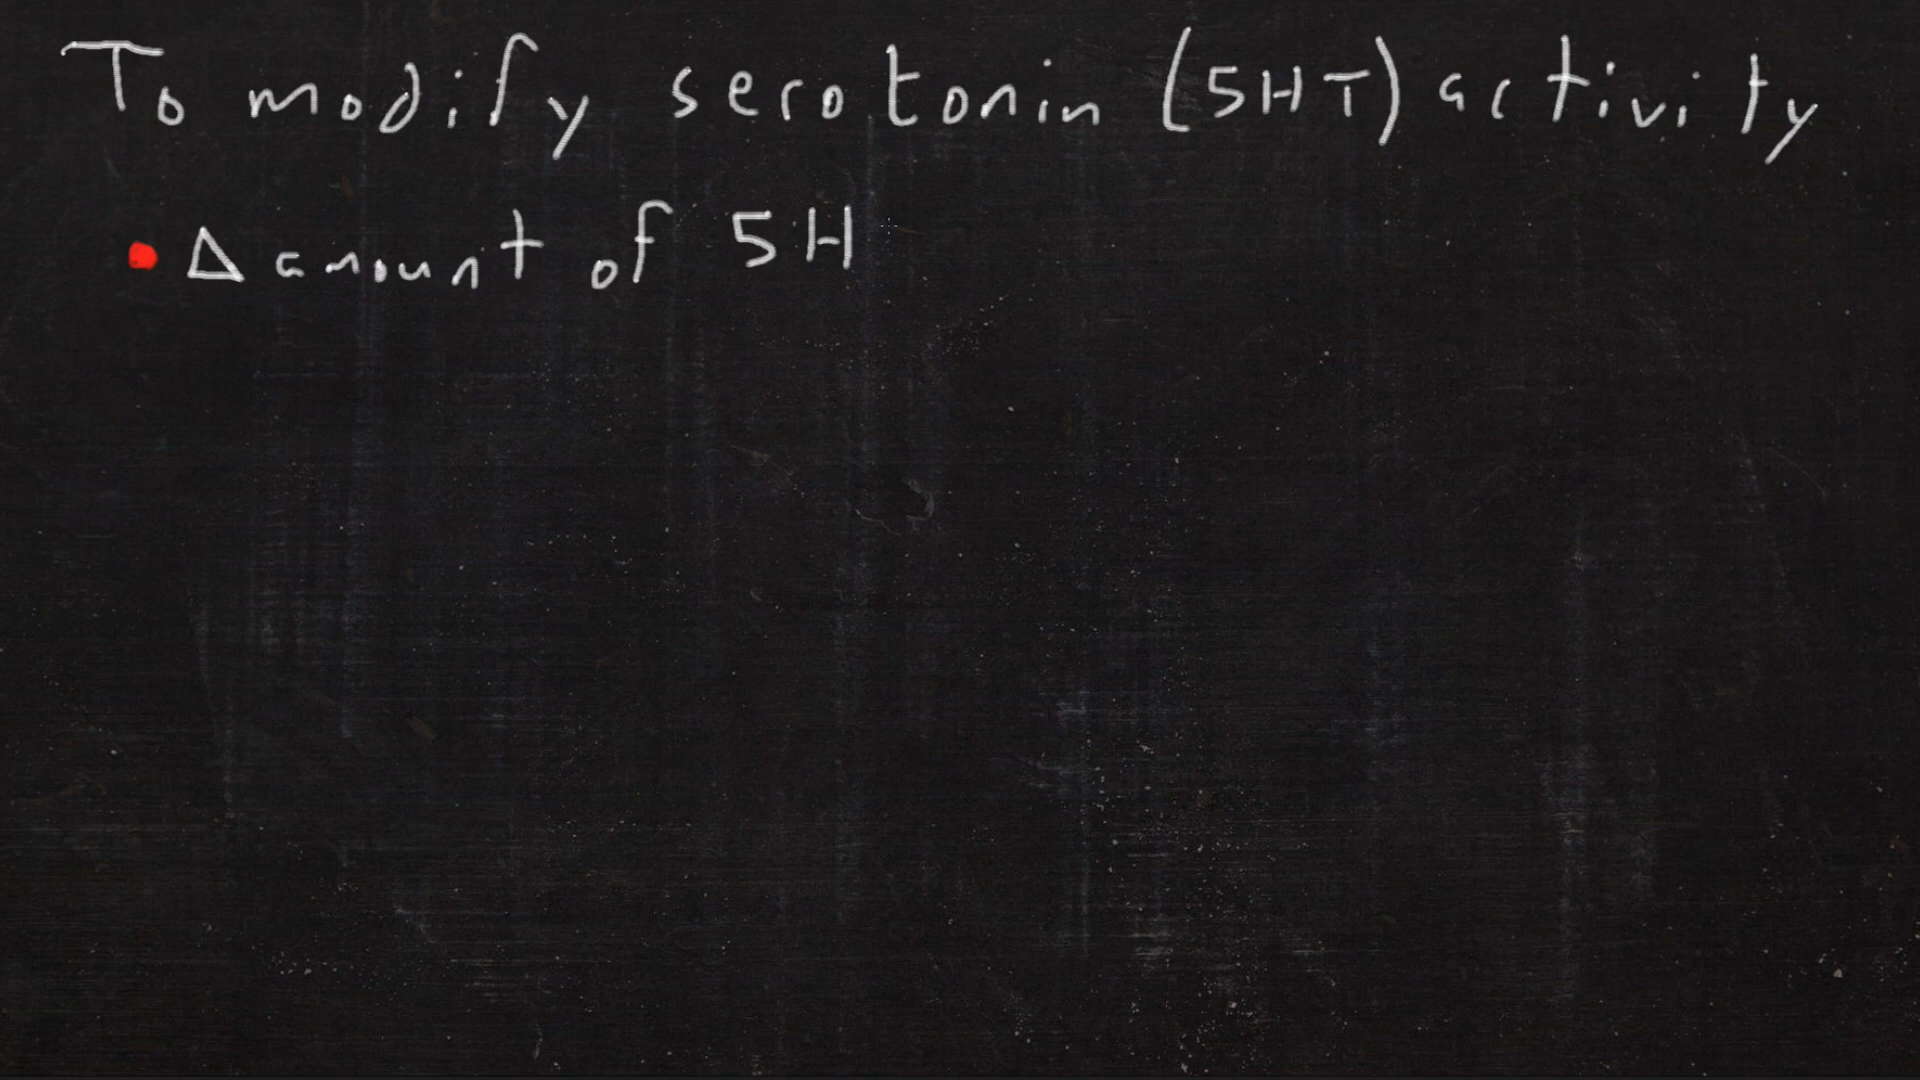 To modify serotonin (5HT) activity
• Δ amount of 5H